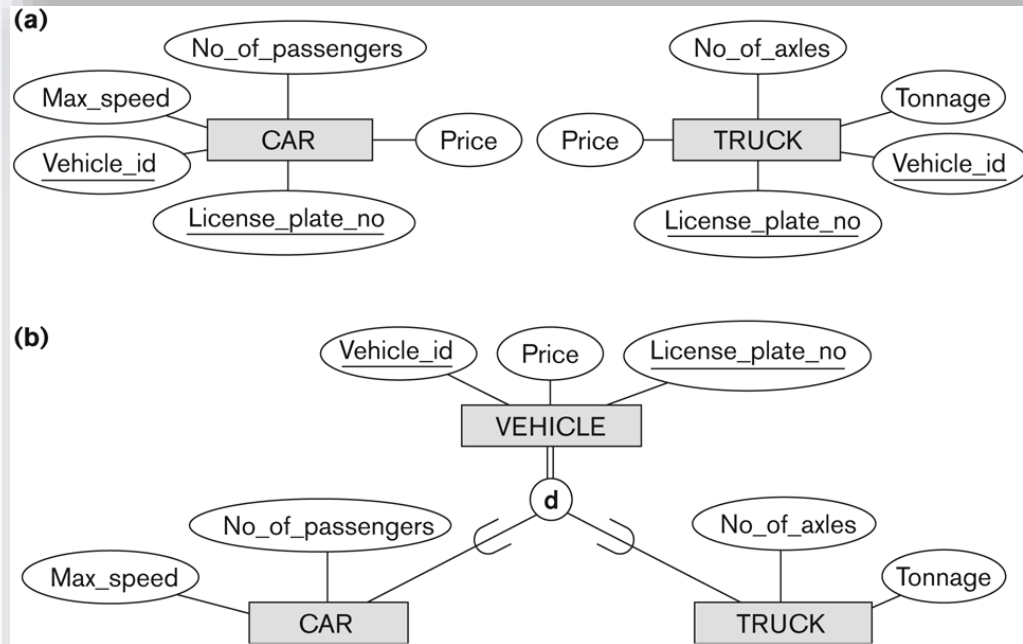 (a)
No_of_passengers
No_of_axles
Max_speed
Tonnage
CAR
Price
Price
TRUCK
Vehicle_id
Vehicle_id
License_plate_no
License_plate_no
(b)
Vehicle_id
Price
License_plate_no
VEHICLE
d
No_of_passengers
No_of_axles
Max_speed
Tonnage
CAR
TRUCK